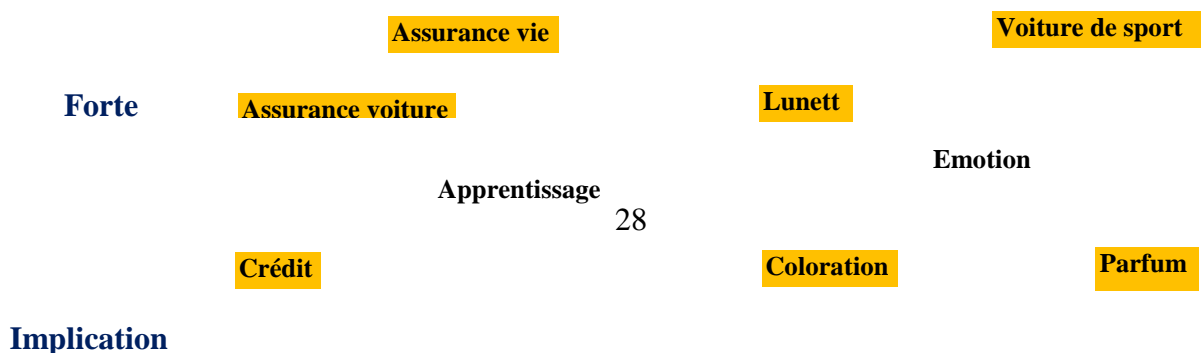 Assurance vie
Voiture de sport
Forte
Assurance voiture
Lunett
Emotion
Apprentissage
28
Crédit
Coloration
Parfum
Implication